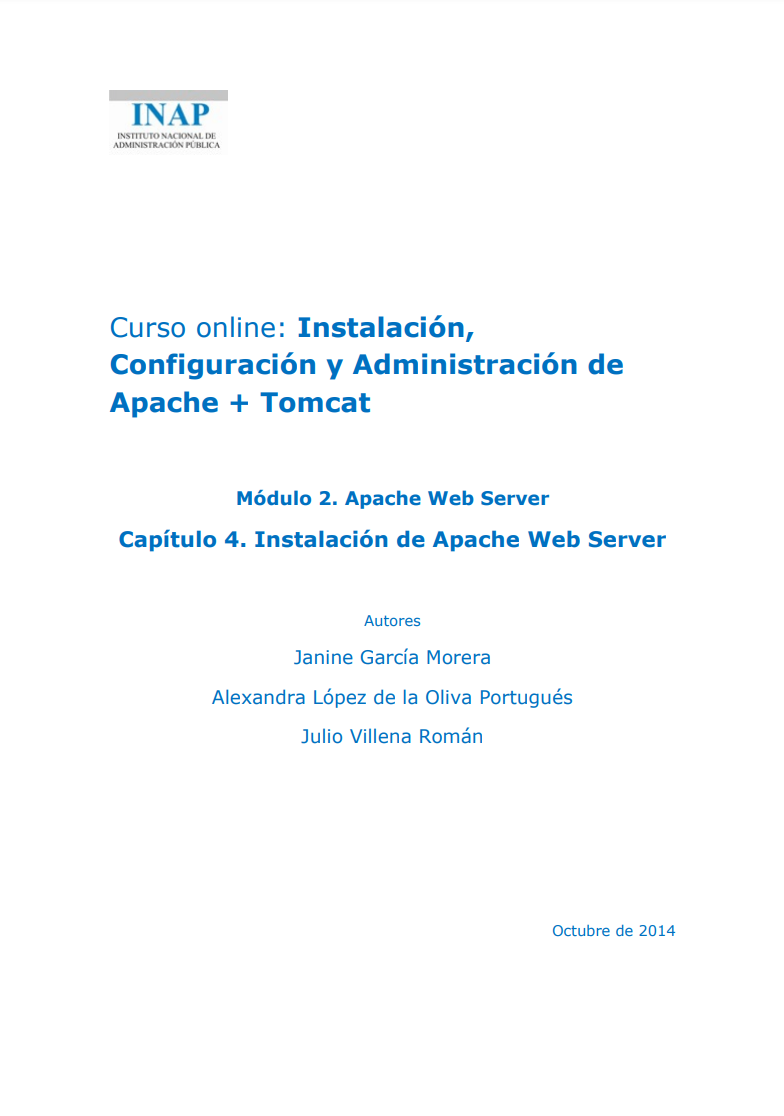 INAP
INSTITUTO NACIONAL DE
ADMINISTRACIÓN PÚBLICA
Curso online: Instalación,
Configuración y Administración de
Apache + Tomcat
Módulo 2. Apache Web Server
Capítulo 4. Instalación de Apache Web Server
Autores
Janine García Morera
Alexandra López de la Oliva Portugués
Julio Villena Román
Octubre de 2014